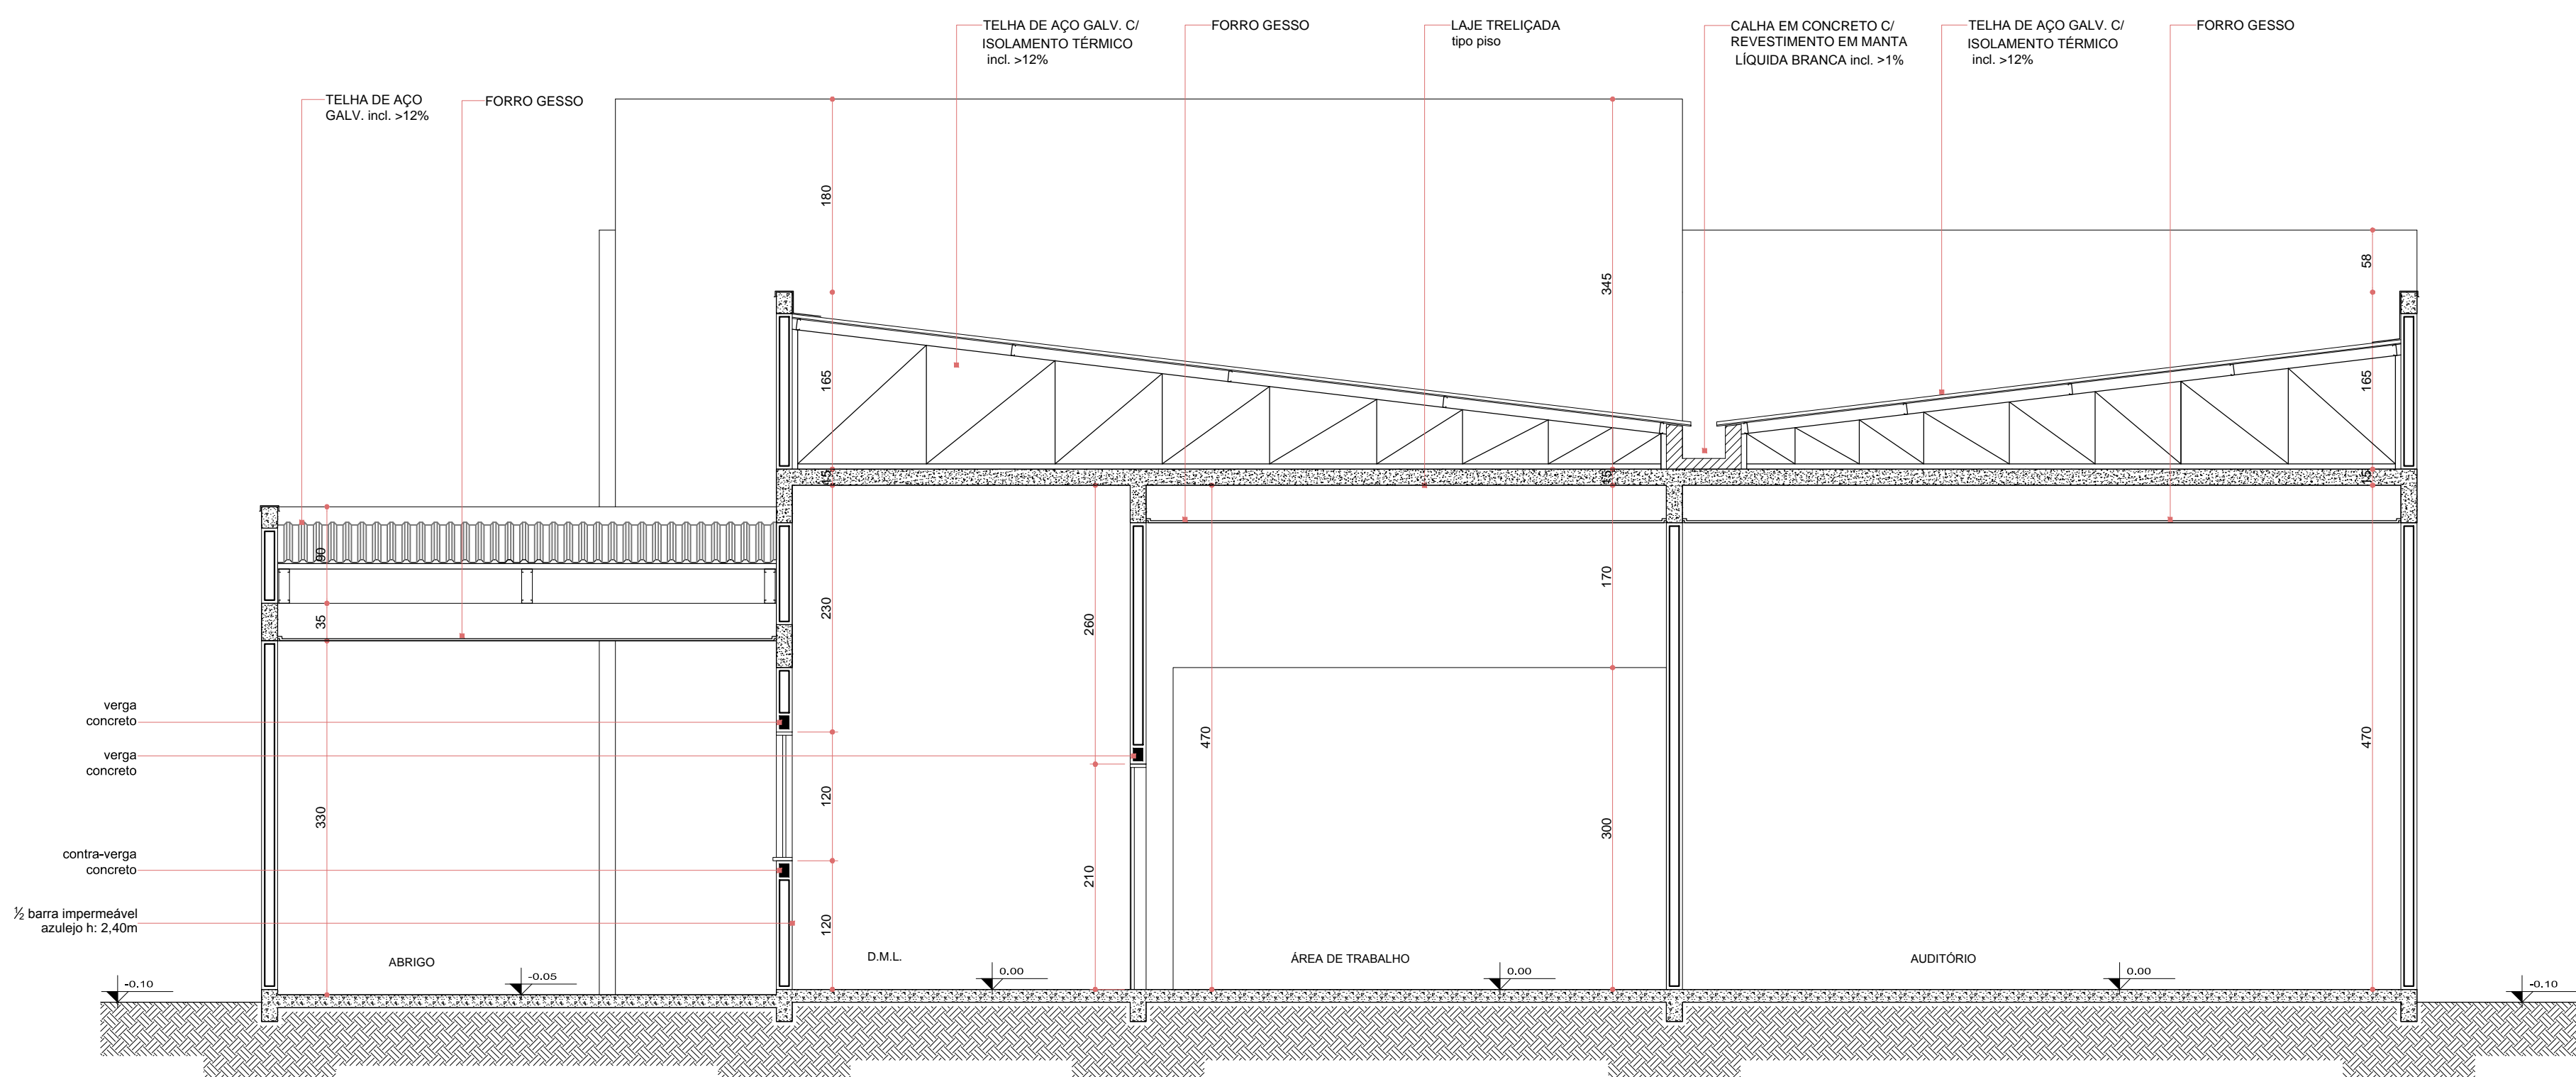 TELHA DE AÇO GALV. C/
ISOLAMENTO TÉRMICO
incl. >12%
FORRO GESSO
LAJE TRELIÇADA
tipo piso
CALHA EM CONCRETO C/
REVESTIMENTO EM MANTA
LÍQUIDA BRANCA incl. >1%
TELHA DE AÇO GALV. C/
ISOLAMENTO TÉRMICO
incl. >12%
FORRO GESSO
TELHA DE AÇO
GALV. incl. >12%
FORRO GESSO
180
345
58
165
165
15
15
15
90
35
230
260
170
330
120
120
210
470
300
470
verga
concreto
verga
concreto
contra-verga
concreto
½ barra impermeável
azulejo h: 2,40m
ABRIGO
D.M.L.
ÁREA DE TRABALHO
AUDITÓRIO
-0.10
-0.05
0.00
0.00
0.00
-0.10